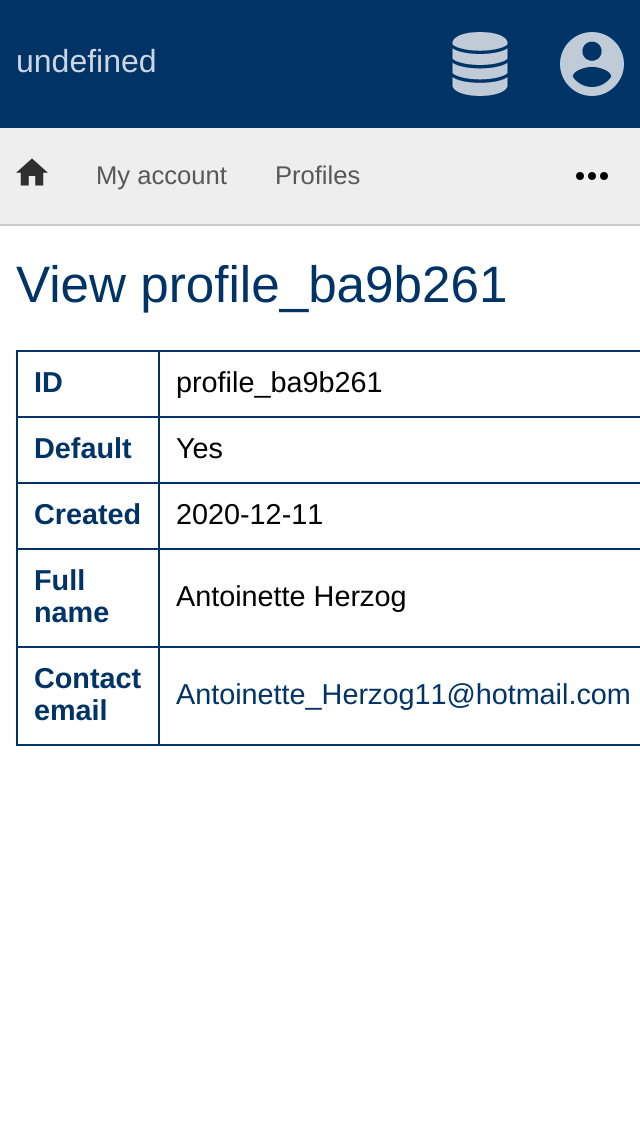 undefined
My account Profiles
View profile_ba9b261
ID profile_ba9b261
Default Yes
Created 2020-12-11
Full
name
Antoinette Herzog
Contact
email
Antoinette_Herzog11@hotmail.com